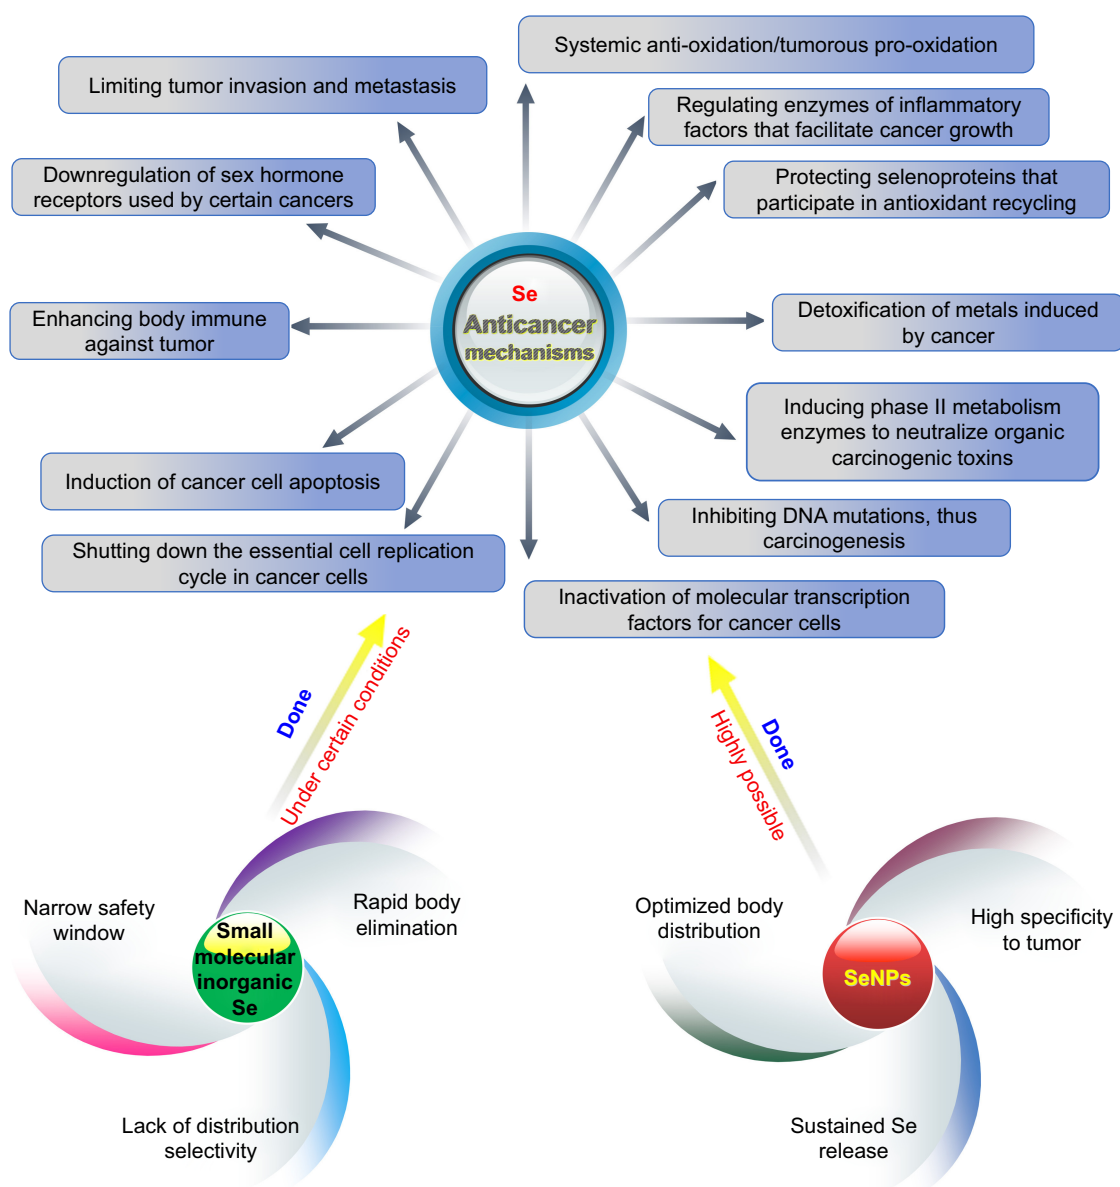 Systemic anti-oxidation/tumorous pro-oxidation
Limiting tumor invasion and metastasis
Regulating enzymes of inflammatory
factors that facilitate cancer growth
Downregulation of sex hormone
receptors used by certain cancers
Protecting selenoproteins that
participate in antioxidant recycling
Se
Anticancer
mechanisms
Enhancing body immune
against tumor
Detoxification of metals induced
by cancer
Inducing phase II metabolism
enzymes to neutralize organic
carcinogenic toxins
Induction of cancer cell apoptosis
Inhibiting DNA mutations, thus
carcinogenesis
Shutting down the essential cell replication
cycle in cancer cells
Inactivation of molecular transcription
factors for cancer cells
Done
Under certain conditions
Done
Highly possible
Narrow safety
window
Rapid body
elimination
Small
molecular
inorganic
Se
Lack of distribution
selectivity
Optimized body
distribution
High specificity
to tumor
SeNPs
Sustained Se
release